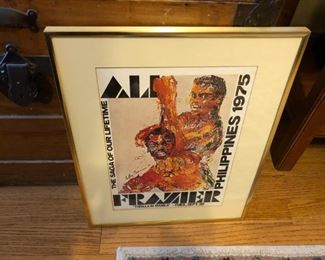 ALI
THE SAGA OF OUR LIFETIME
PHILIPPINES 1975
FRAZIER